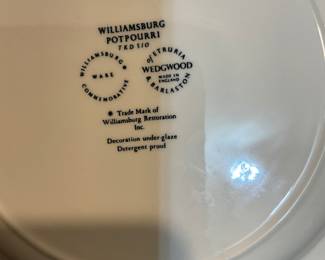 WILLIAMSBURG
POTPOURRI
TKD 510
WILLIAMSBURG
WARE
COMMEMORATIVE
of ETRURIA
WEDGWOOD
MADE IN
ENGLAND
& BARLASTON
Trade Mark of
Williamsburg Restoration
Inc.
Decoration under-glaze
Detergent proof